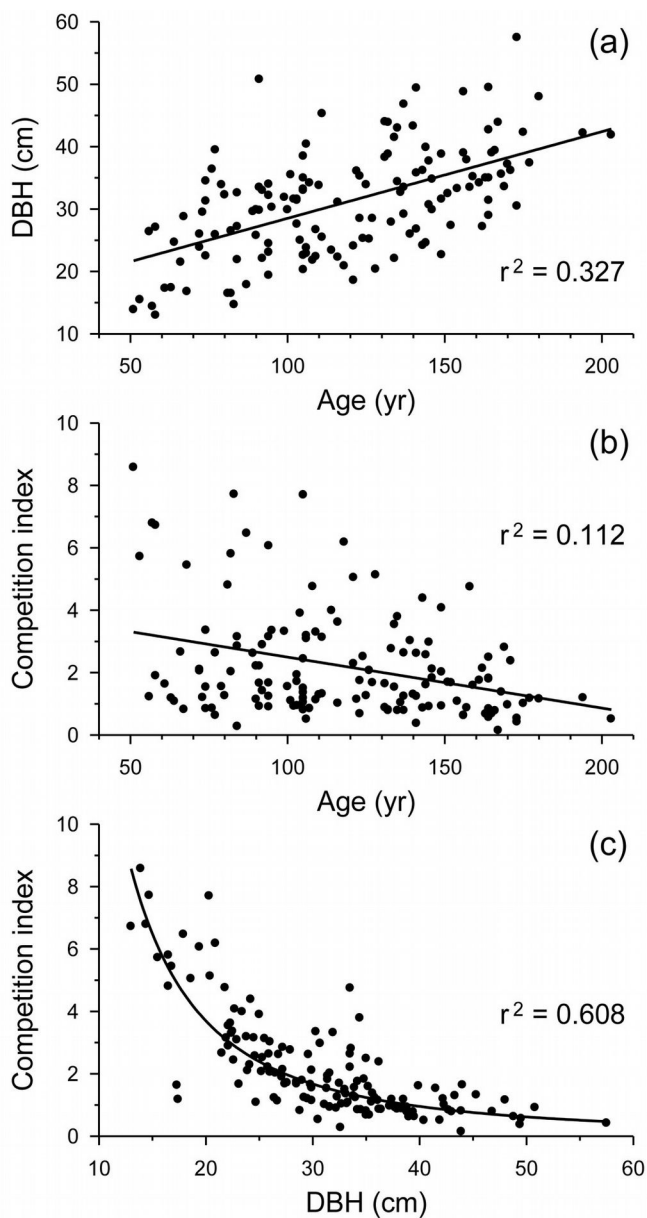 (a)
60
50
40
30
20
10
DBH (cm)
r² = 0.327
50 100 150 200
Age (yr)
(b)
10
8
6
4
2
0
Competition index
r² = 0.112
50 100 150 200
Age (yr)
(c)
10
8
6
4
2
0
Competition index
r² = 0.608
10 20 30 40 50 60
DBH (cm)